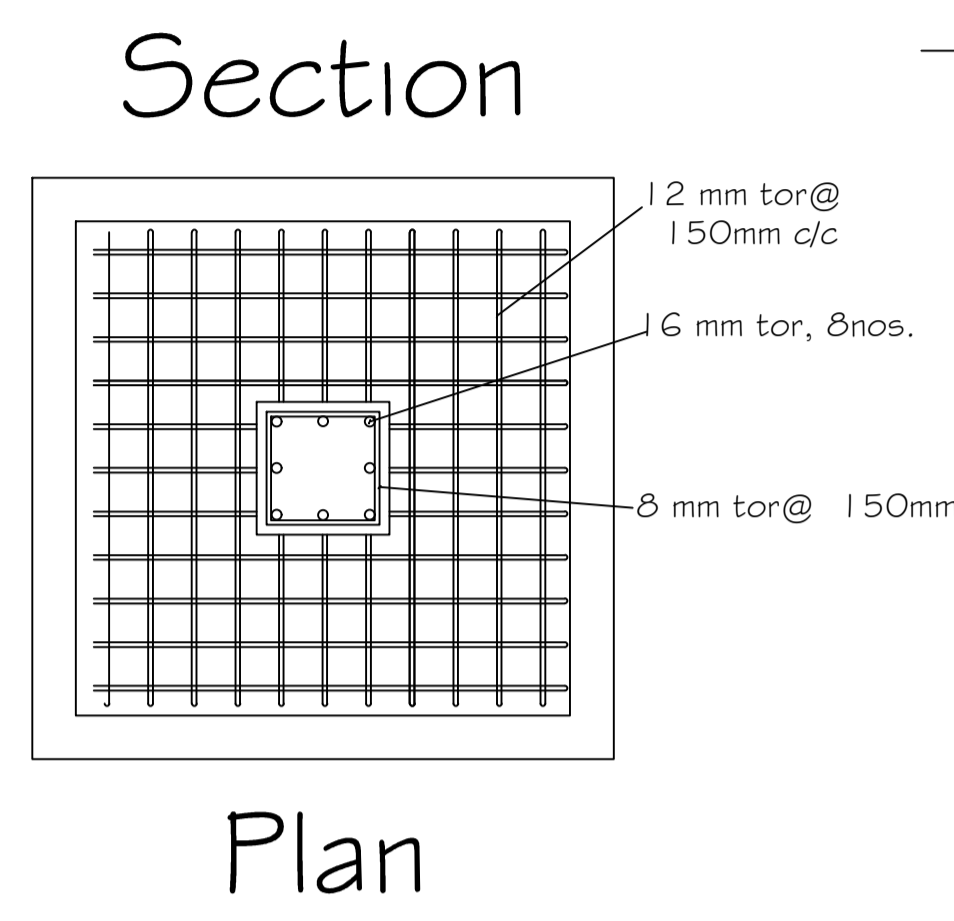 Section
12 mm tor@
150mm c/c
16 mm tor, 8nos.
8 mm tor@ 150mm
Plan